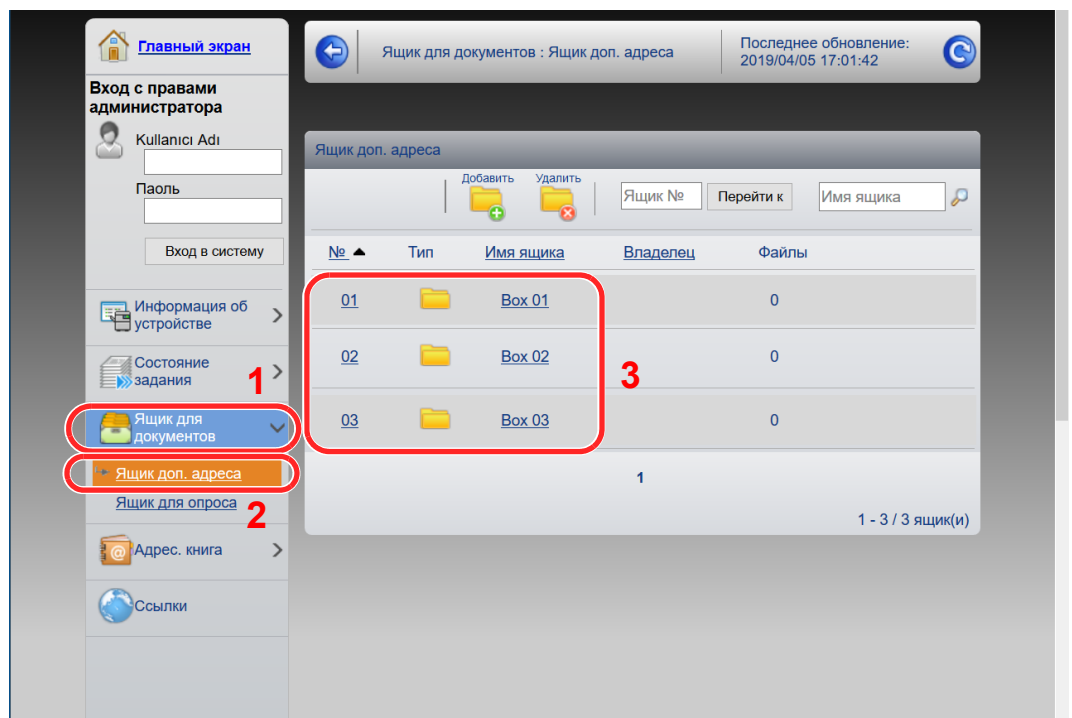 Главный экран
Вход с правами
администратора
Kullanıcı Adı
Паоль
Вход в систему
Информация об
устройстве
Состояние
задания
1
Ящик для
документов
Ящик доп. адреса
Ящик для опроса
2
Адрес. книга
Ссылки
Ящик для документов : Ящик доп. адреса
Последнее обновление:
2019/04/05 17:01:42
Ящик доп. адреса
Добавить Удалить
Ящик № Перейти к Имя ящика
№ Тип Имя ящика Владелец Файлы
01 Box 01 0
02 Box 02 0
3
03 Box 03 0
1
1 - 3 / 3 ящик(и)